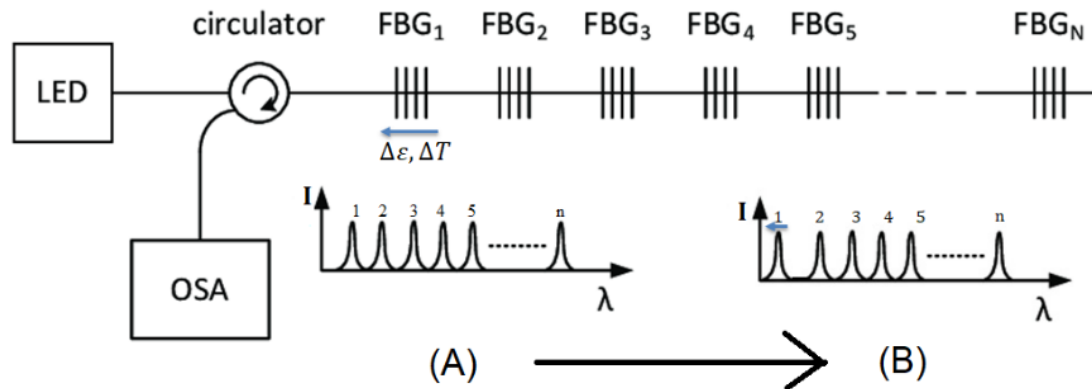 circulator FBG₁ FBG₂ FBG₃ FBG₄ FBG₅ FBG_N
LED
Δε, ΔT
I 1 2 3 4 5 n
λ
I 1 2 3 4 5 n
λ
OSA
(A) (B)